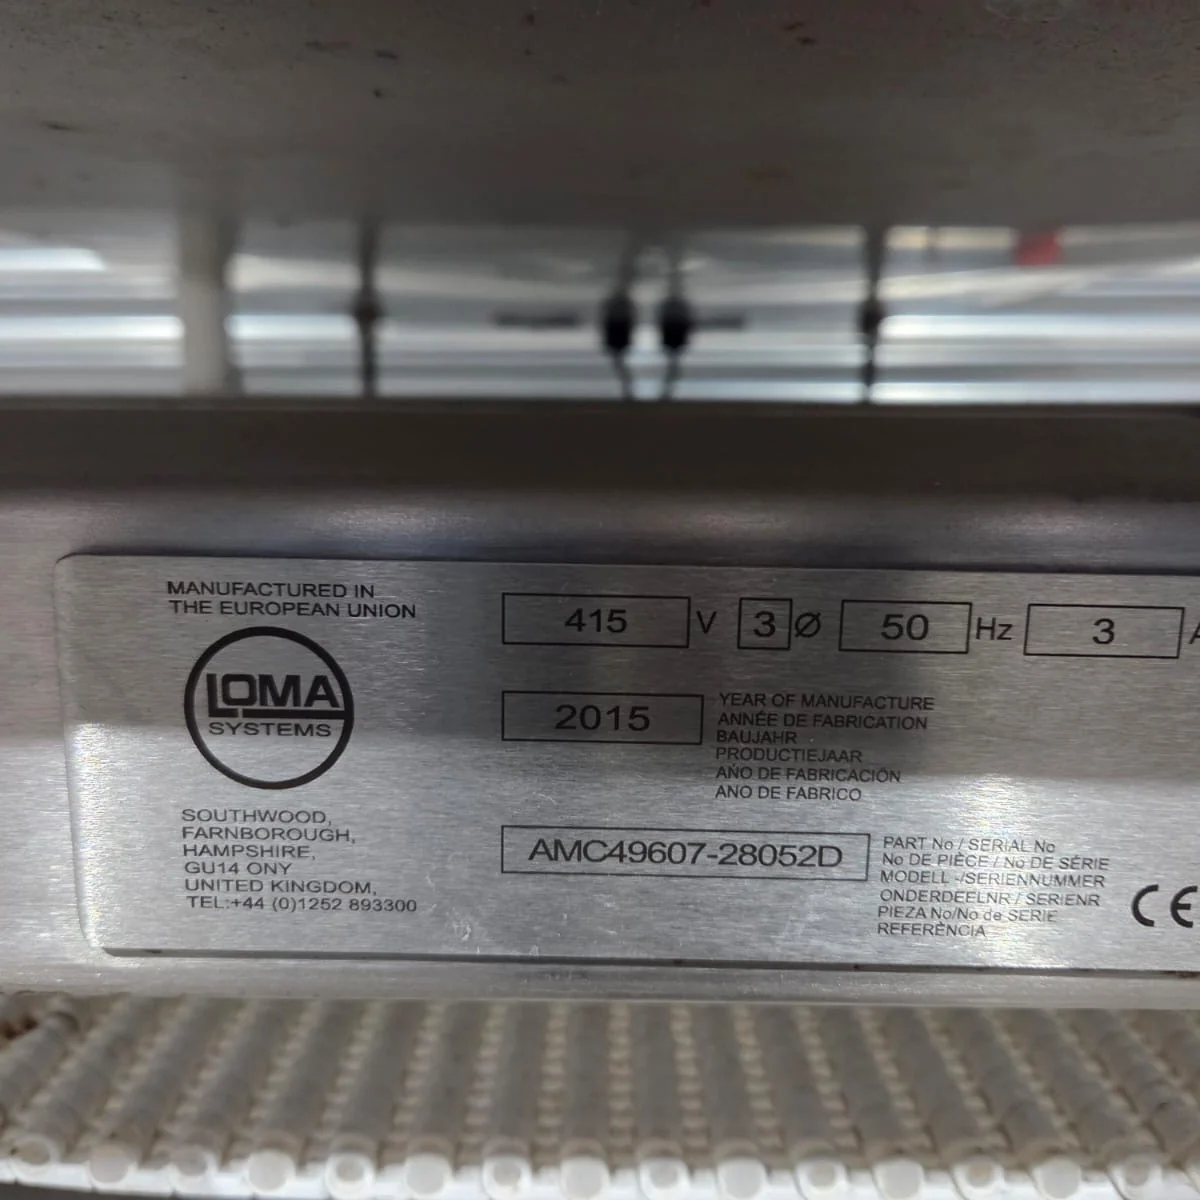 MANUFACTURED IN
THE EUROPEAN UNION
LOMA
SYSTEMS
SOUTHWOOD,
FARNBOROUGH,
HAMPSHIRE,
GU14 ONY
UNITED KINGDOM,
TEL:+44 (0)1252 893300
415 V 3 Ø 50 Hz 3 A
2015
YEAR OF MANUFACTURE
ANNÉE DE FABRICATION
BAUJAHR
PRODUCTIEJAAR
AÑO DE FABRICACIÓN
ANO DE FABRICO
AMC49607-28052D
PART No / SERIAL No
No DE PIÈCE / No DE SÉRIE
MODELL -/SERIENNUMMER
ONDERDEELNR / SERIENR
PIEZA No/No de SERIE
REFERÊNCIA
CE